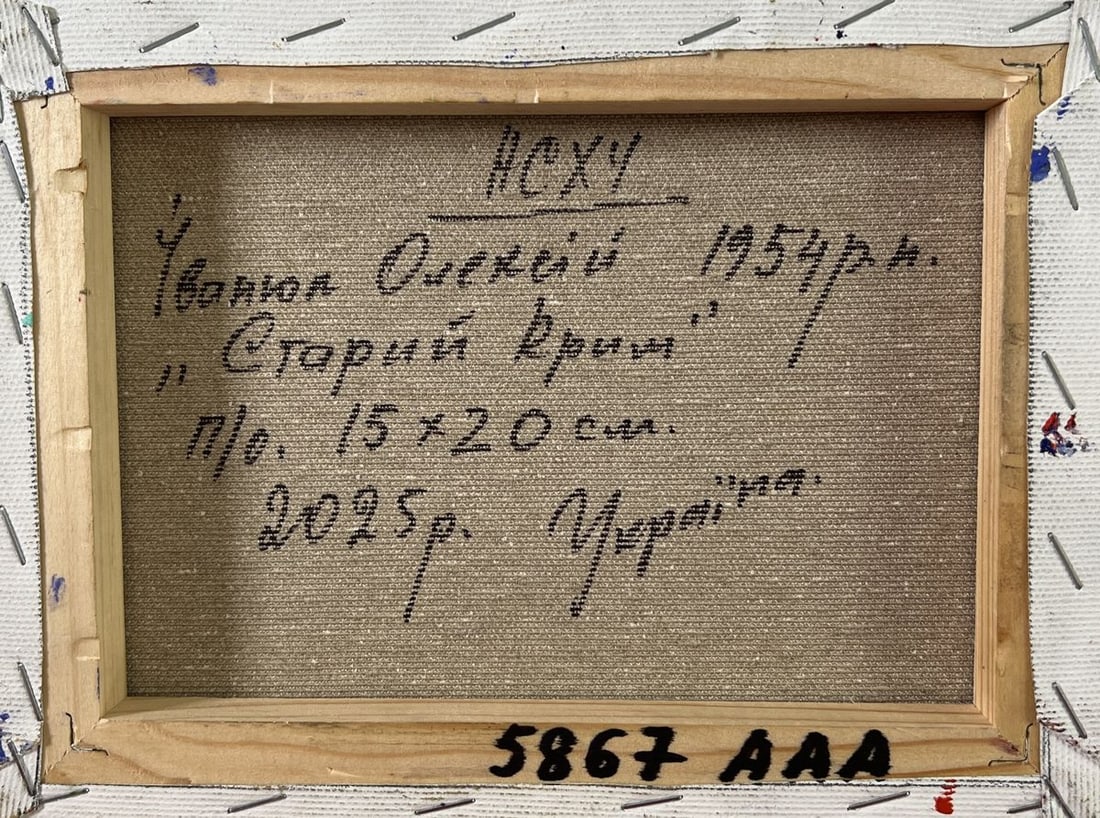 НСХУ
Іванюк Олексій 1954р.н.
„Старий Крим"
п/о. 15×20 см.
2025р. Україна.
5867 AAA